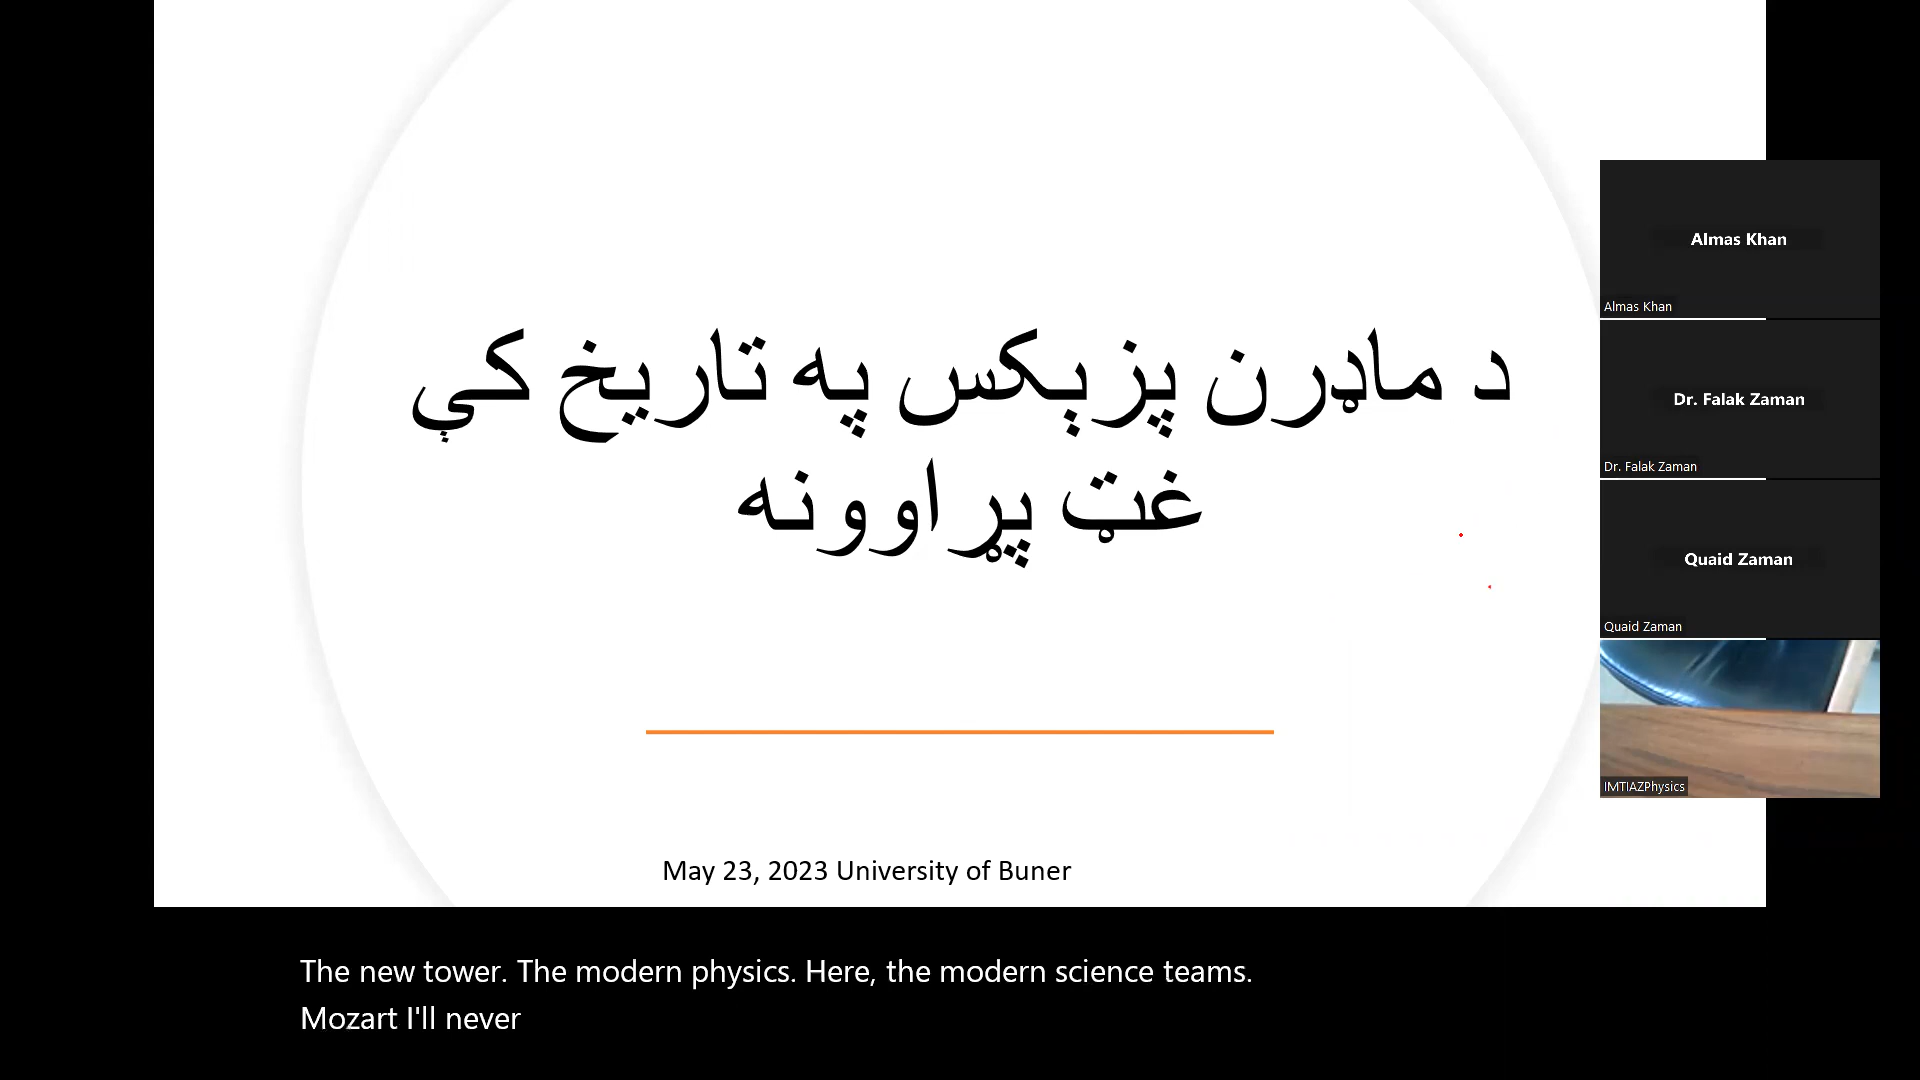 د ماډرن پزېکس په تاریخ کې
غټ پړاوونه
May 23, 2023 University of Buner
Almas Khan
Almas Khan
Dr. Falak Zaman
Dr. Falak Zaman
Quaid Zaman
Quaid Zaman
IMTIAZPhysics
The new tower. The modern physics. Here, the modern science teams.
Mozart I'll never